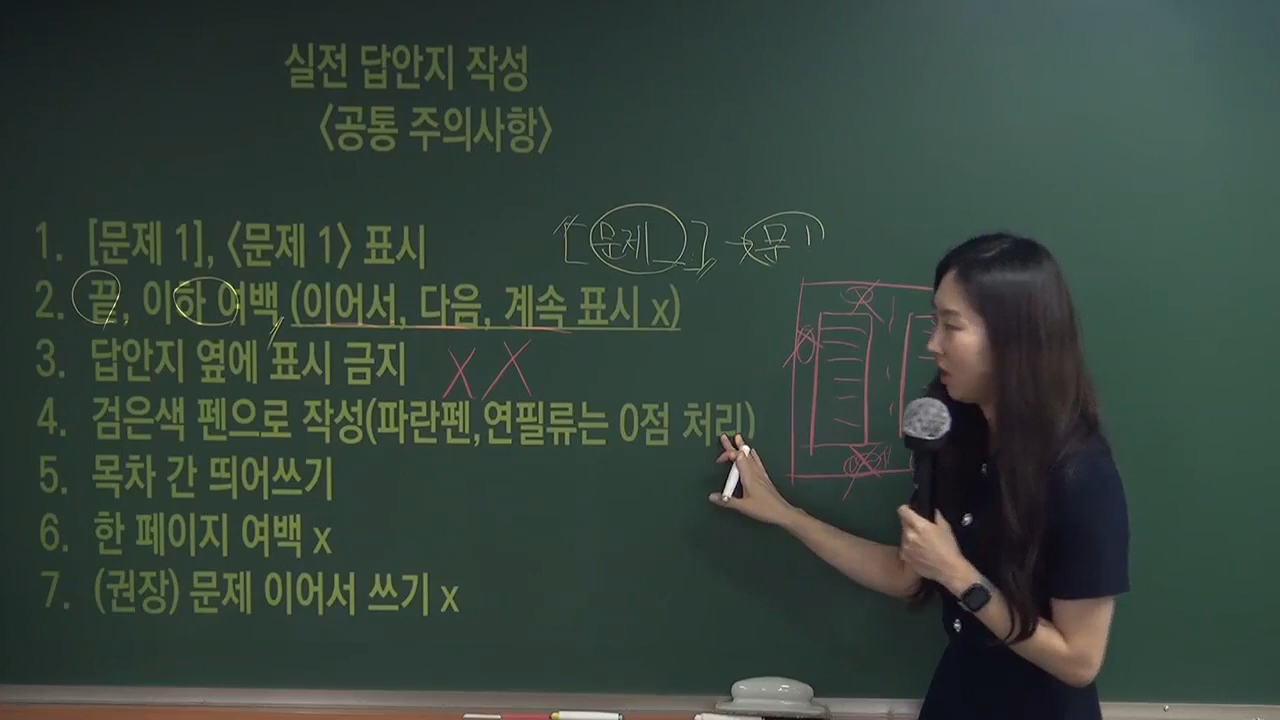 실전 답안지 작성
<공통 주의사항>
1. [문제 1], <문제 1> 표시
[문제 ] → 문 1
2. 끝, 이하 여백 (이어서, 다음, 계속 표시 x)
3. 답안지 옆에 표시 금지
X X
4. 검은색 펜으로 작성(파란펜,연필류는 0점 처리)
5. 목차 간 띄어쓰기
6. 한 페이지 여백 x
7. (권장) 문제 이어서 쓰기 x